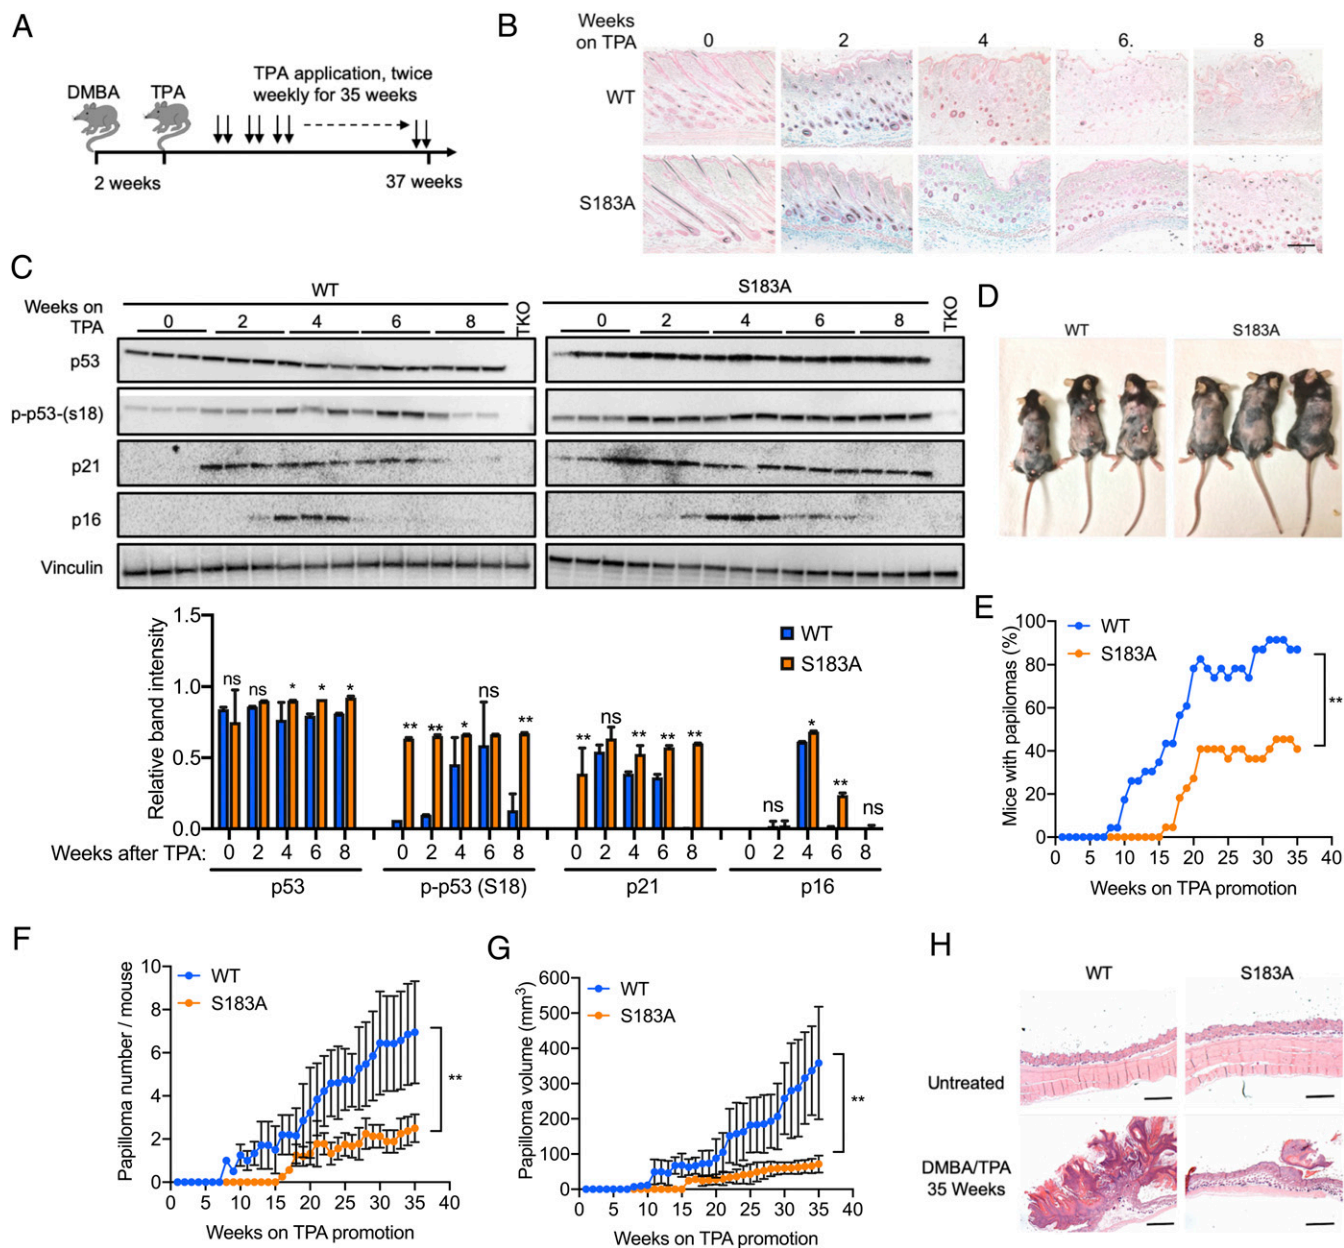 A
DMBA
TPA
TPA application, twice
weekly for 35 weeks
2 weeks
37 weeks
B
Weeks
on TPA
0 2 4 6. 8
WT
S183A
C
WT
S183A
Weeks on
TPA
0 2 4 6 8 TKO
0 2 4 6 8 TKO
p53
p-p53-(s18)
p21
p16
Vinculin
Relative band intensity
1.5
1.0
0.5
0.0
WT
S183A
ns ns * * *
** ** * ns **
** ns ** ** **
ns * ** ns
Weeks after TPA: 0 2 4 6 8 0 2 4 6 8 0 2 4 6 8 0 2 4 6 8
p53 p-p53 (S18) p21 p16
D
WT
S183A
E
Mice with papilomas (%)
100
80
60
40
20
0
WT
S183A
**
0 5 10 15 20 25 30 35 40
Weeks on TPA promotion
F
Papilloma number / mouse
10
8
6
4
2
0
WT
S183A
**
0 5 10 15 20 25 30 35 40
Weeks on TPA promotion
G
Papilloma volume (mm³)
600
500
400
300
200
100
0
WT
S183A
**
0 5 10 15 20 25 30 35 40
Weeks on TPA promotion
H
WT
S183A
Untreated
DMBA/TPA
35 Weeks